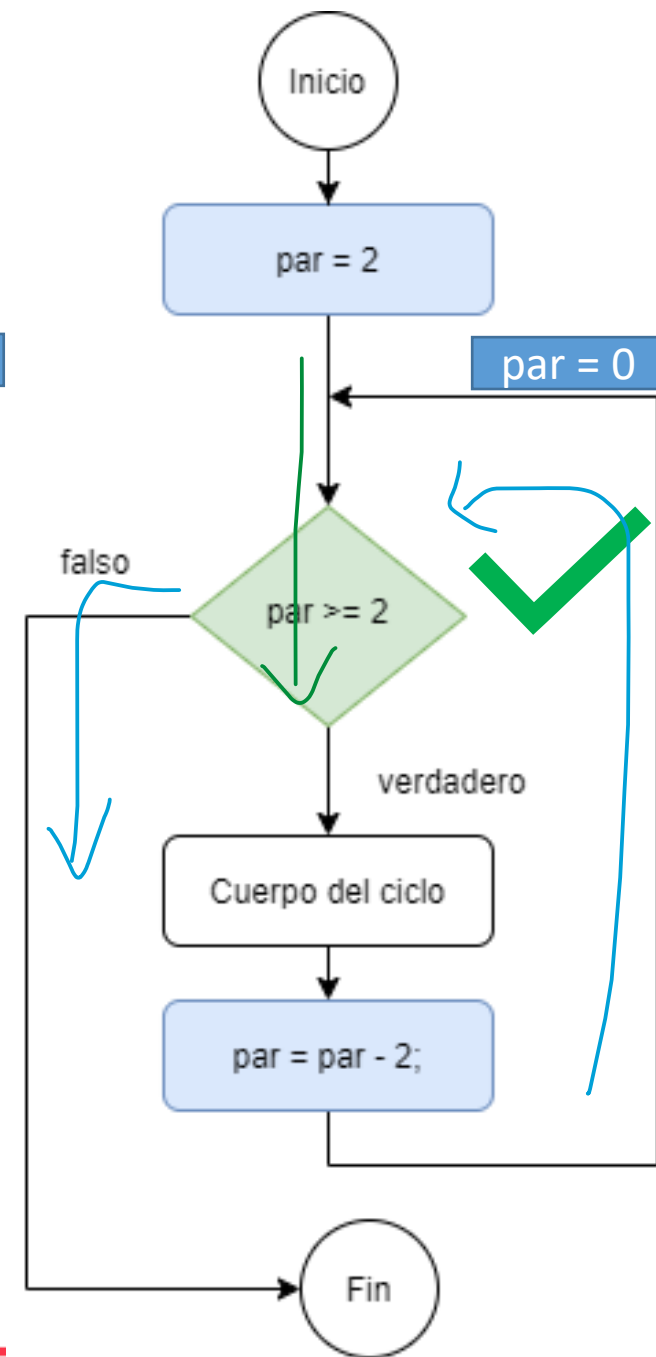 Inicio
par = 2
par = 0
falso
par >= 2
verdadero
Cuerpo del ciclo
par = par - 2;
Fin